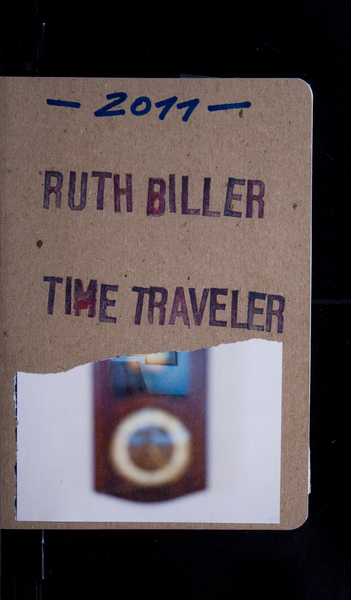 - 2011 -
RUTH BILLER
TIME TRAVELER